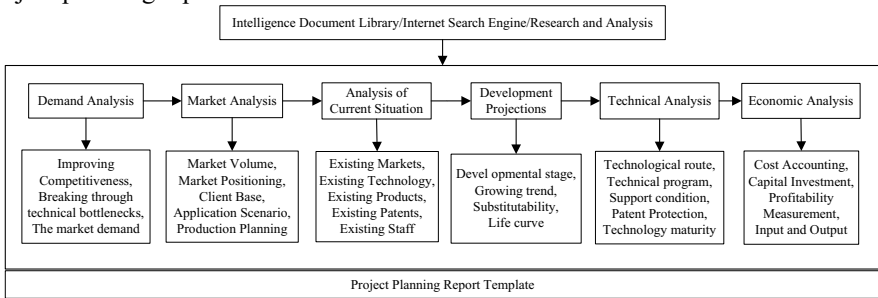 Intelligence Document Library/Internet Search Engine/Research and Analysis
Demand Analysis
Market Analysis
Analysis of
Current Situation
Development
Projections
Technical Analysis
Economic Analysis
Improving
Competitiveness,
Breaking through
technical bottlenecks,
The market demand
Market Volume,
Market Positioning,
Client Base,
Application Scenario,
Production Planning
Existing Markets,
Existing Technology,
Existing Products,
Existing Patents,
Existing Staff
Devel opmental stage,
Growing trend,
Substitutability,
Life curve
Technological route,
Technical program,
Support condition,
Patent Protection,
Technology maturity
Cost Accounting,
Capital Investment,
Profitability
Measurement,
Input and Output
Project Planning Report Template